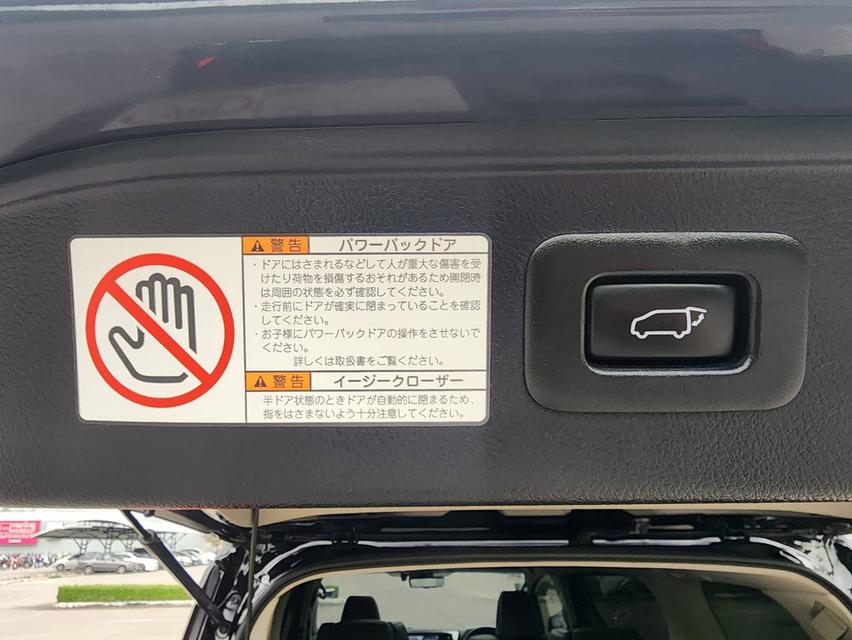 警告 パワーバックドア
・ドアにはさまれるなどして人が重大な傷害を受
けたり荷物を損傷するおそれがあるため開閉時
は周囲の状態を必ず確認してください。
・走行前にドアが確実に閉まっていることを確認
してください。
・お子様にパワーバックドアの操作をさせないで
ください。
詳しくは取扱書をご覧ください。
警告 イージークローザー
半ドア状態のときドアが自動的に閉まるため、
指をはさまないよう十分注意してください。